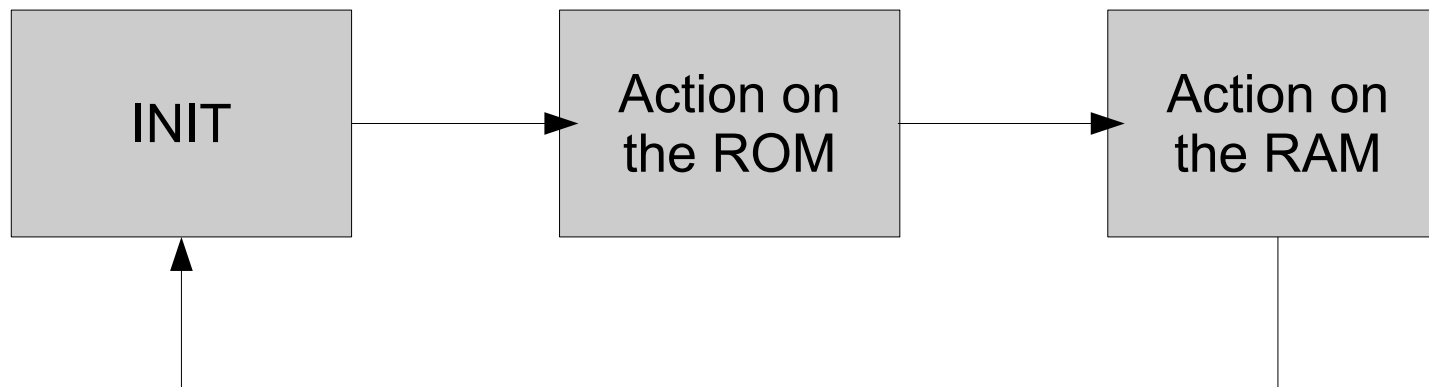 INIT
Action on
the ROM
Action on
the RAM